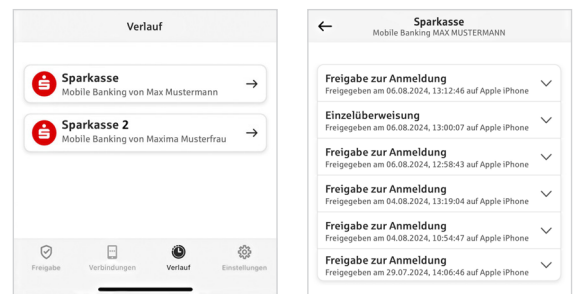 Verlauf
Sparkasse
Mobile Banking von Max Mustermann
Sparkasse 2
Mobile Banking von Maxima Musterfrau
Freigabe
Verbindungen
Verlauf
Einstellungen
Sparkasse
Mobile Banking MAX MUSTERMANN
Freigabe zur Anmeldung
Freigegeben am 06.08.2024, 13:12:46 auf Apple iPhone
Einzelüberweisung
Freigegeben am 06.08.2024, 13:00:07 auf Apple iPhone
Freigabe zur Anmeldung
Freigegeben am 06.08.2024, 12:58:43 auf Apple iPhone
Freigabe zur Anmeldung
Freigegeben am 04.08.2024, 13:19:04 auf Apple iPhone
Freigabe zur Anmeldung
Freigegeben am 04.08.2024, 10:54:47 auf Apple iPhone
Freigabe zur Anmeldung
Freigegeben am 29.07.2024, 14:06:46 auf Apple iPhone